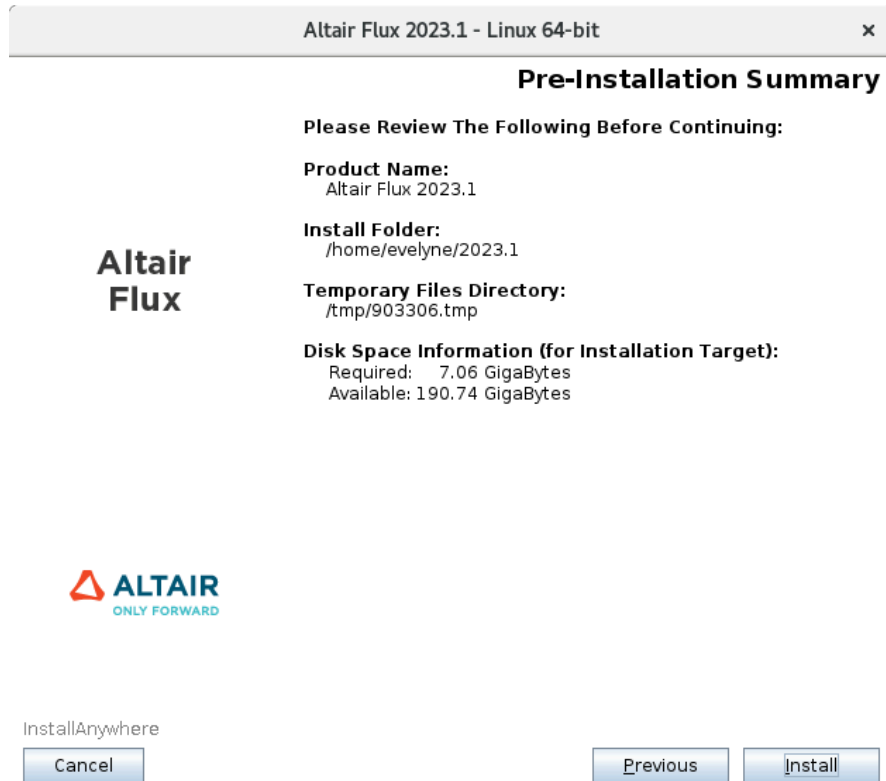 Altair Flux 2023.1 - Linux 64-bit
×
Pre-Installation Summary
Please Review The Following Before Continuing:
Product Name:
Altair Flux 2023.1
Install Folder:
/home/evelyne/2023.1
Temporary Files Directory:
/tmp/903306.tmp
Disk Space Information (for Installation Target):
Required: 7.06 GigaBytes
Available: 190.74 GigaBytes
Altair
Flux
ALTAIR
ONLY FORWARD
InstallAnywhere
Cancel
Previous
Install